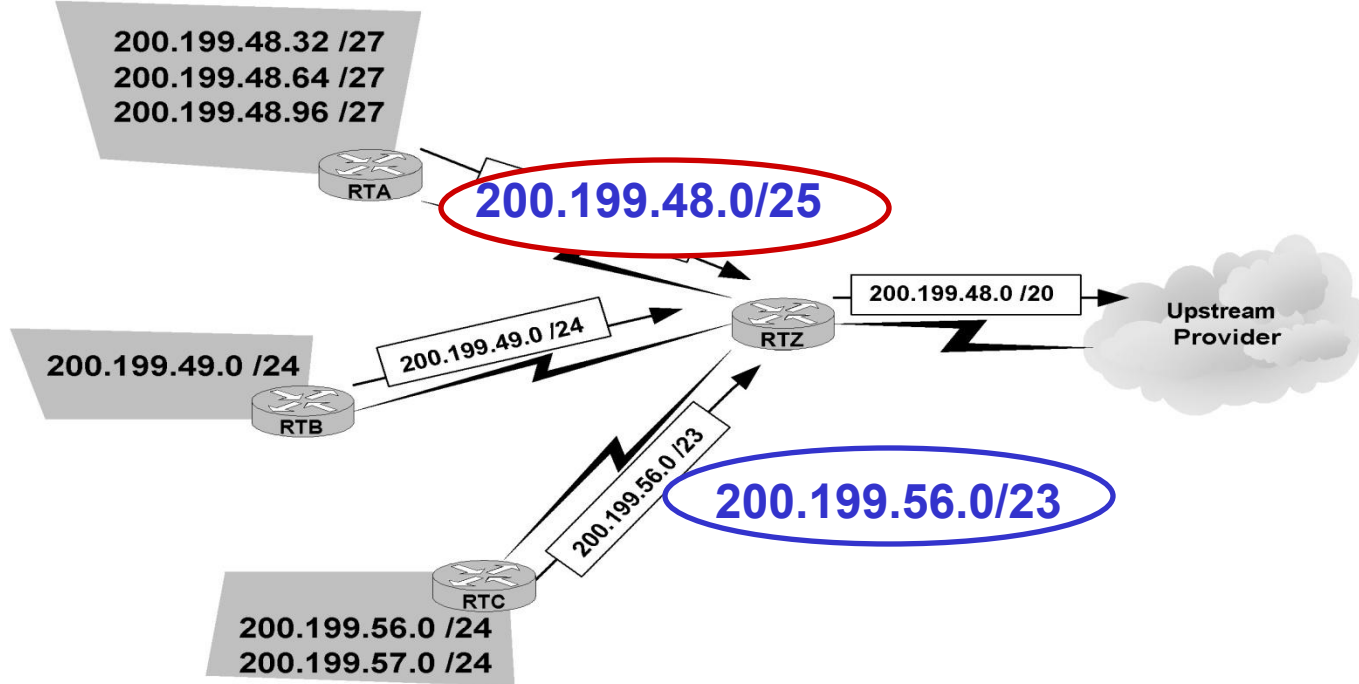 200.199.48.32 /27
200.199.48.64 /27
200.199.48.96 /27
RTA
200.199.48.0/25
200.199.48.0 /20
Upstream
Provider
RTZ
200.199.49.0 /24
200.199.49.0 /24
RTB
200.199.56.0 /23
200.199.56.0/23
RTC
200.199.56.0 /24
200.199.57.0 /24